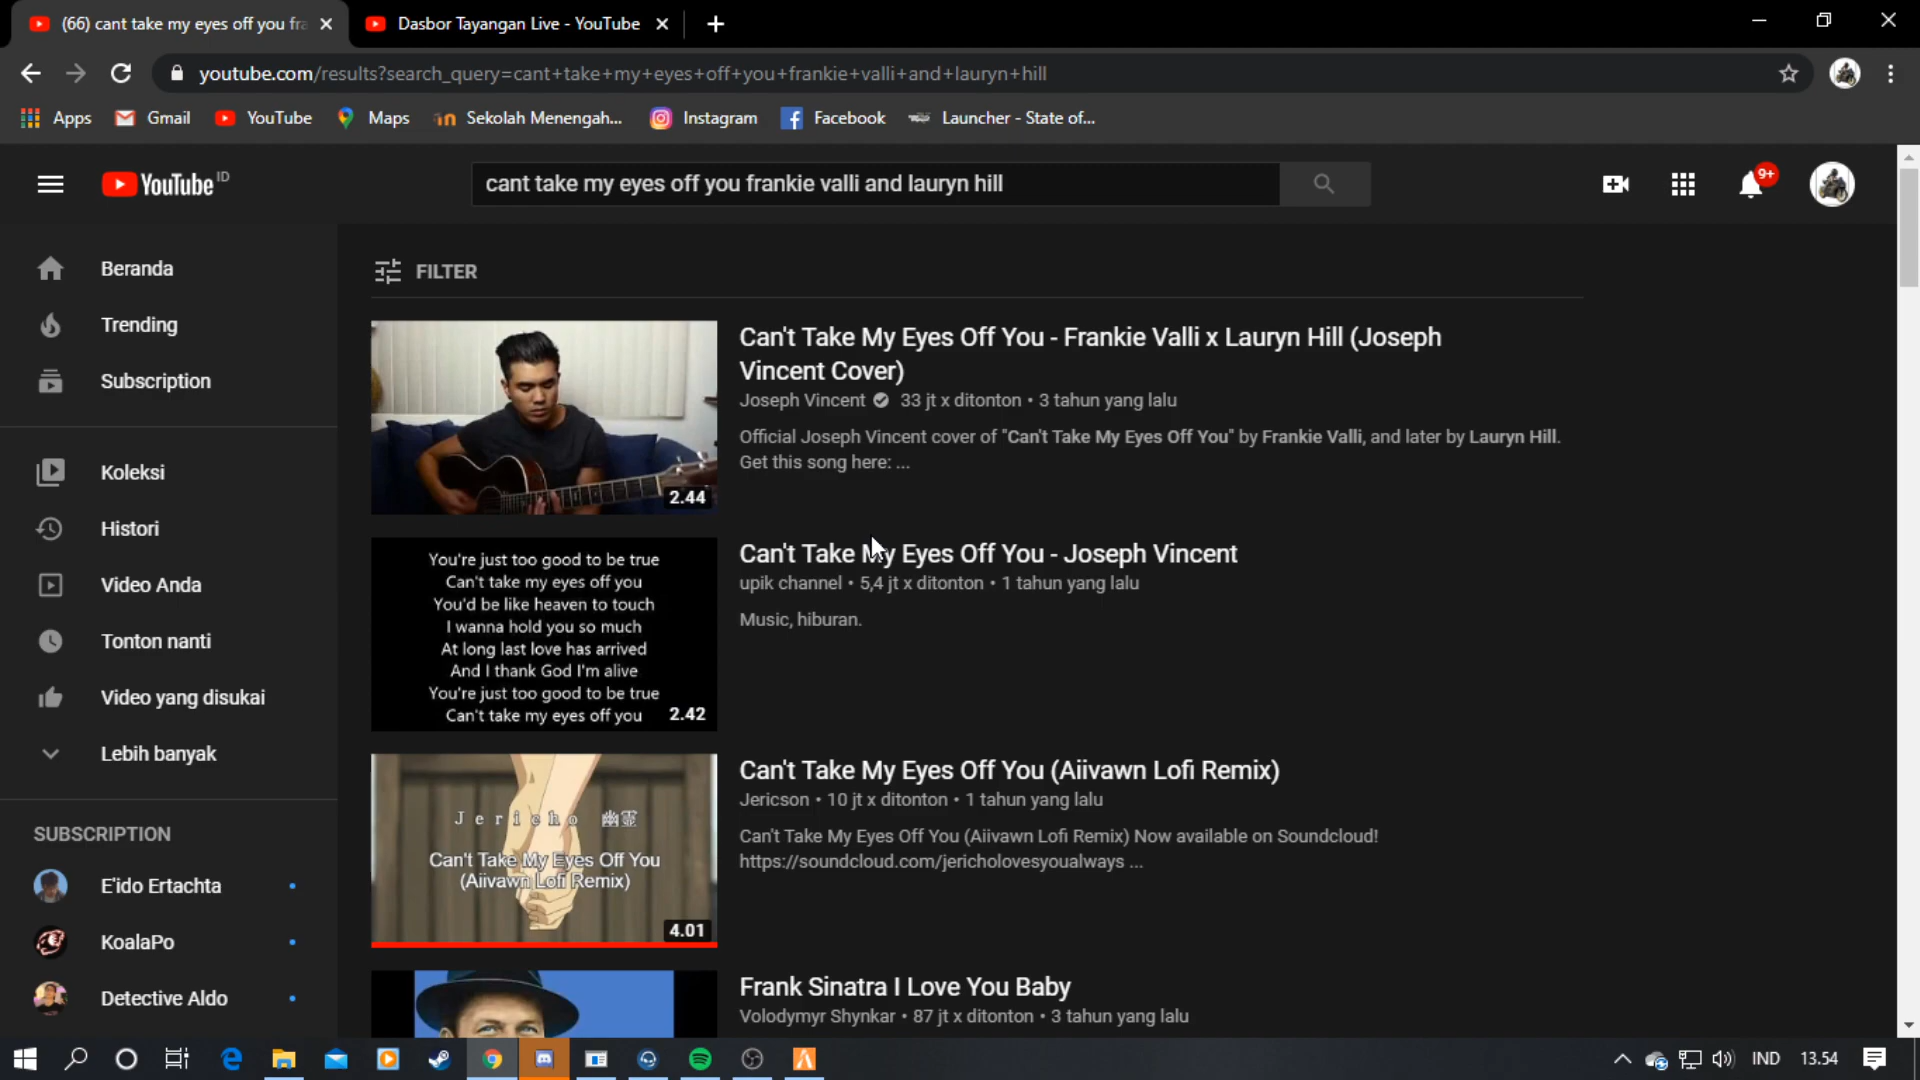 (66) cant take my eyes off you fra
Dasbor Tayangan Live - YouTube
youtube.com/results?search_query=cant+take+my+eyes+off+you+frankie+valli+and+lauryn+hill
Apps
Gmail
YouTube
Maps
Sekolah Menengah...
Instagram
Facebook
Launcher - State of...
YouTube ID
cant take my eyes off you frankie valli and lauryn hill
9+
Beranda
Trending
Subscription
Koleksi
Histori
Video Anda
Tonton nanti
Video yang disukai
Lebih banyak
SUBSCRIPTION
E'ido Ertachta
KoalaPo
Detective Aldo
FILTER
2.44
Can't Take My Eyes Off You - Frankie Valli x Lauryn Hill (Joseph
Vincent Cover)
Joseph Vincent 33 jt x ditonton • 3 tahun yang lalu
Official Joseph Vincent cover of "Can't Take My Eyes Off You" by Frankie Valli, and later by Lauryn Hill.
Get this song here: ...
You're just too good to be true
Can't take my eyes off you
You'd be like heaven to touch
I wanna hold you so much
At long last love has arrived
And I thank God I'm alive
You're just too good to be true
Can't take my eyes off you
2.42
Can't Take My Eyes Off You - Joseph Vincent
upik channel • 5,4 jt x ditonton • 1 tahun yang lalu
Music, hiburan.
Jericho 幽霊
Can't Take My Eyes Off You
(Aiivawn Lofi Remix)
4.01
Can't Take My Eyes Off You (Aiivawn Lofi Remix)
Jericson • 10 jt x ditonton • 1 tahun yang lalu
Can't Take My Eyes Off You (Aiivawn Lofi Remix) Now available on Soundcloud!
https://soundcloud.com/jericholovesyoualways ...
Frank Sinatra I Love You Baby
Volodymyr Shynkar • 87 jt x ditonton • 3 tahun yang lalu
IND
13.54